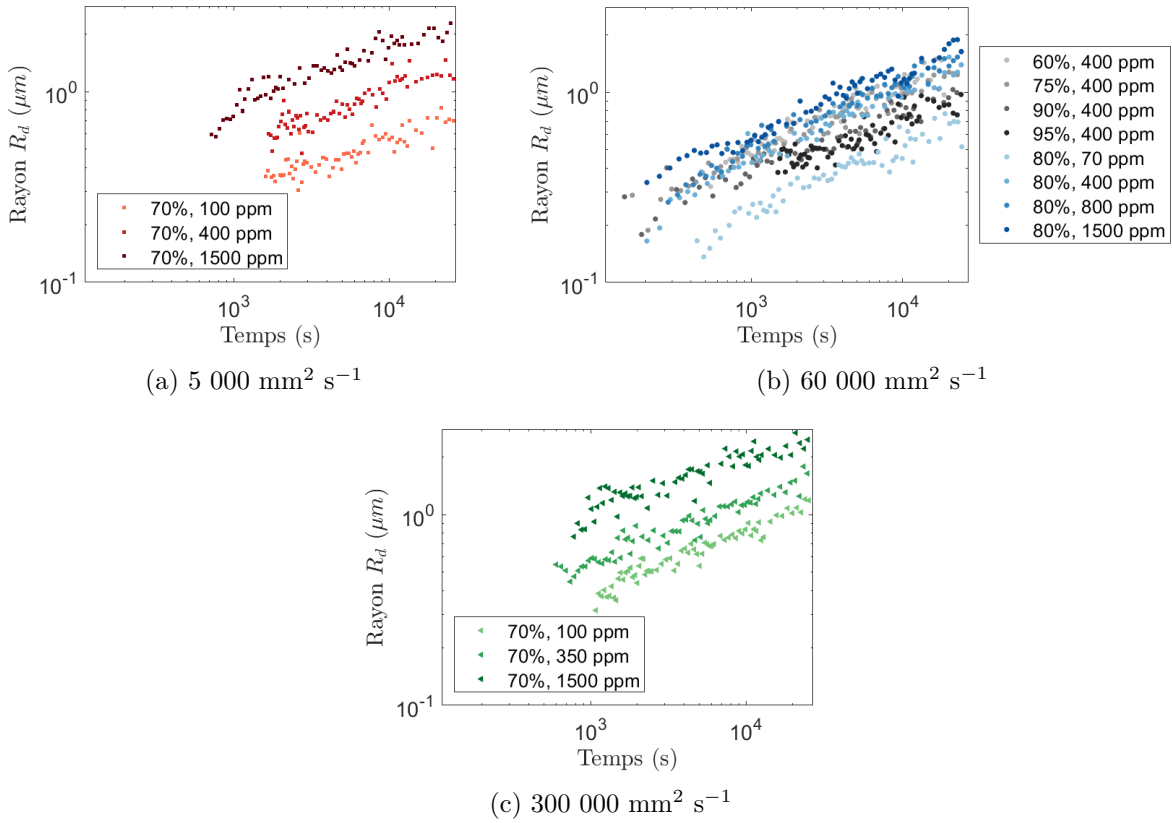 Rayon R_d (μm)
10^0
10^-1
70%, 100 ppm
70%, 400 ppm
70%, 1500 ppm
10^3
10^4
Temps (s)
(a) 5 000 mm² s⁻¹
Rayon R_d (μm)
10^0
10^-1
10^3
10^4
Temps (s)
60%, 400 ppm
75%, 400 ppm
90%, 400 ppm
95%, 400 ppm
80%, 70 ppm
80%, 400 ppm
80%, 800 ppm
80%, 1500 ppm
(b) 60 000 mm² s⁻¹
Rayon R_d (μm)
10^0
10^-1
70%, 100 ppm
70%, 350 ppm
70%, 1500 ppm
10^3
10^4
Temps (s)
(c) 300 000 mm² s⁻¹